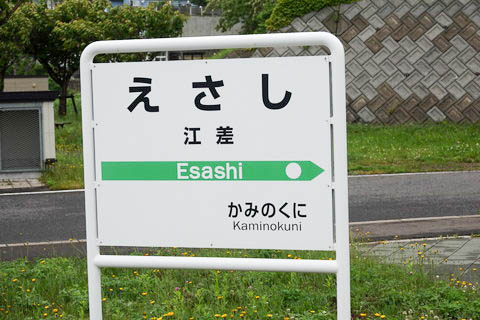 えさし
江差
Esashi
かみのくに
Kaminokuni